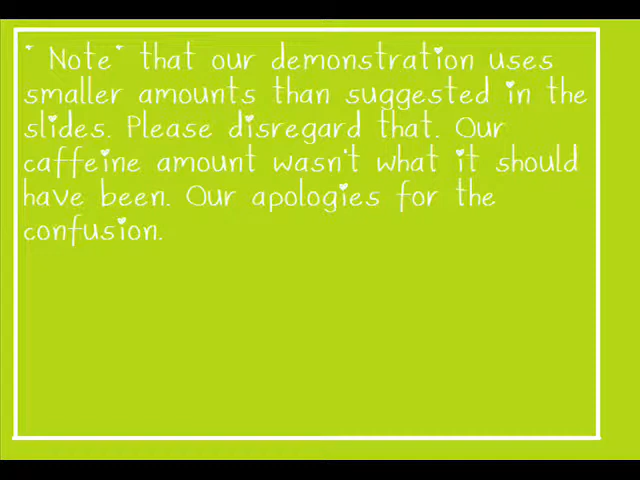 " Note" that our demonstration uses
smaller amounts than suggested in the
slides. Please disregard that. Our
caffeine amount wasn't what it should
have been. Our apologies for the
confusion.